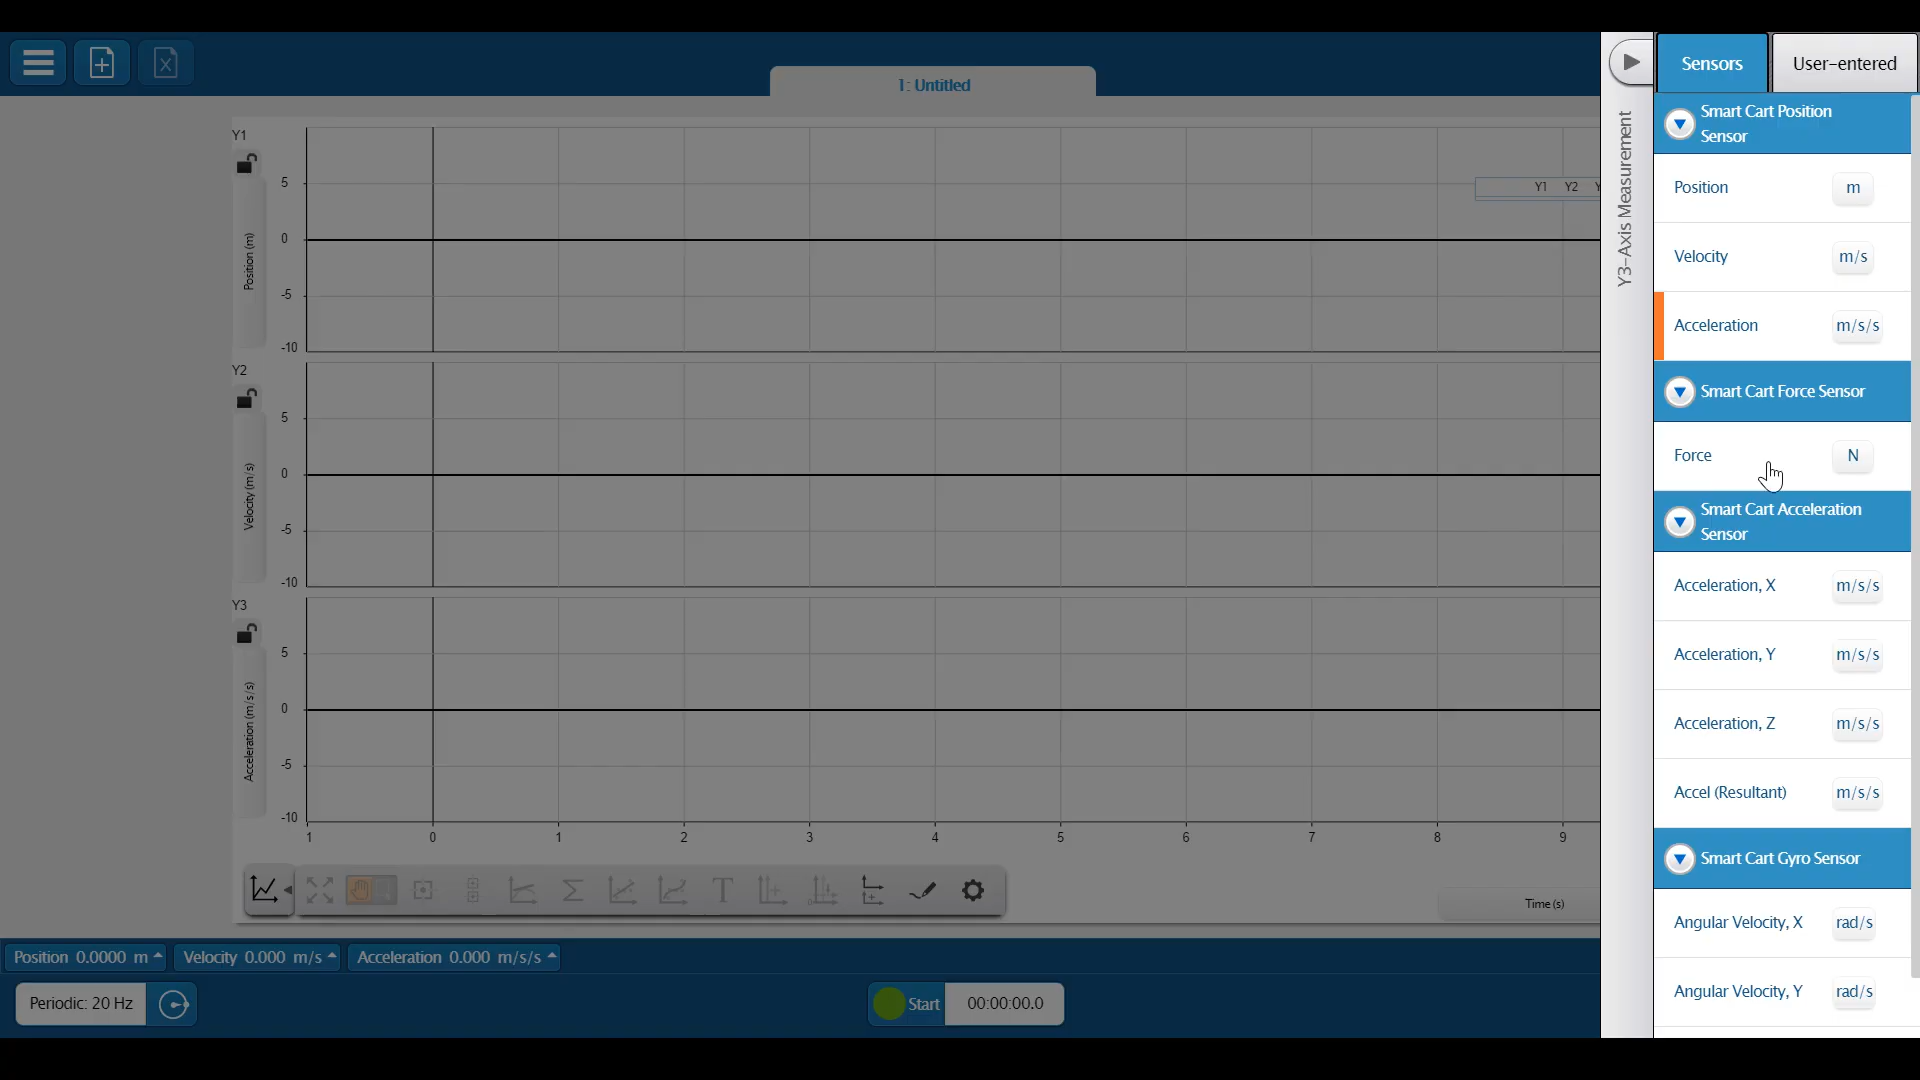 1: Untitled
Sensors
User-entered
Y3-Axis Measurement
Smart Cart Position
Sensor
Position m
Velocity m/s
Acceleration m/s/s
Smart Cart Force Sensor
Force N
Smart Cart Acceleration
Sensor
Acceleration, X m/s/s
Acceleration, Y m/s/s
Acceleration, Z m/s/s
Accel (Resultant) m/s/s
Smart Cart Gyro Sensor
Angular Velocity, X rad/s
Angular Velocity, Y rad/s
Y1
5
0
-5
-10
Position (m)
Y1 Y2
Y2
5
0
-5
-10
Velocity (m/s)
Y3
5
0
-5
-10
Acceleration (m/s/s)
1 0 1 2 3 4 5 6 7 8 9
T
Time (s)
Position 0.0000 m
Velocity 0.000 m/s
Acceleration 0.000 m/s/s
Periodic: 20 Hz
Start
00:00:00.0